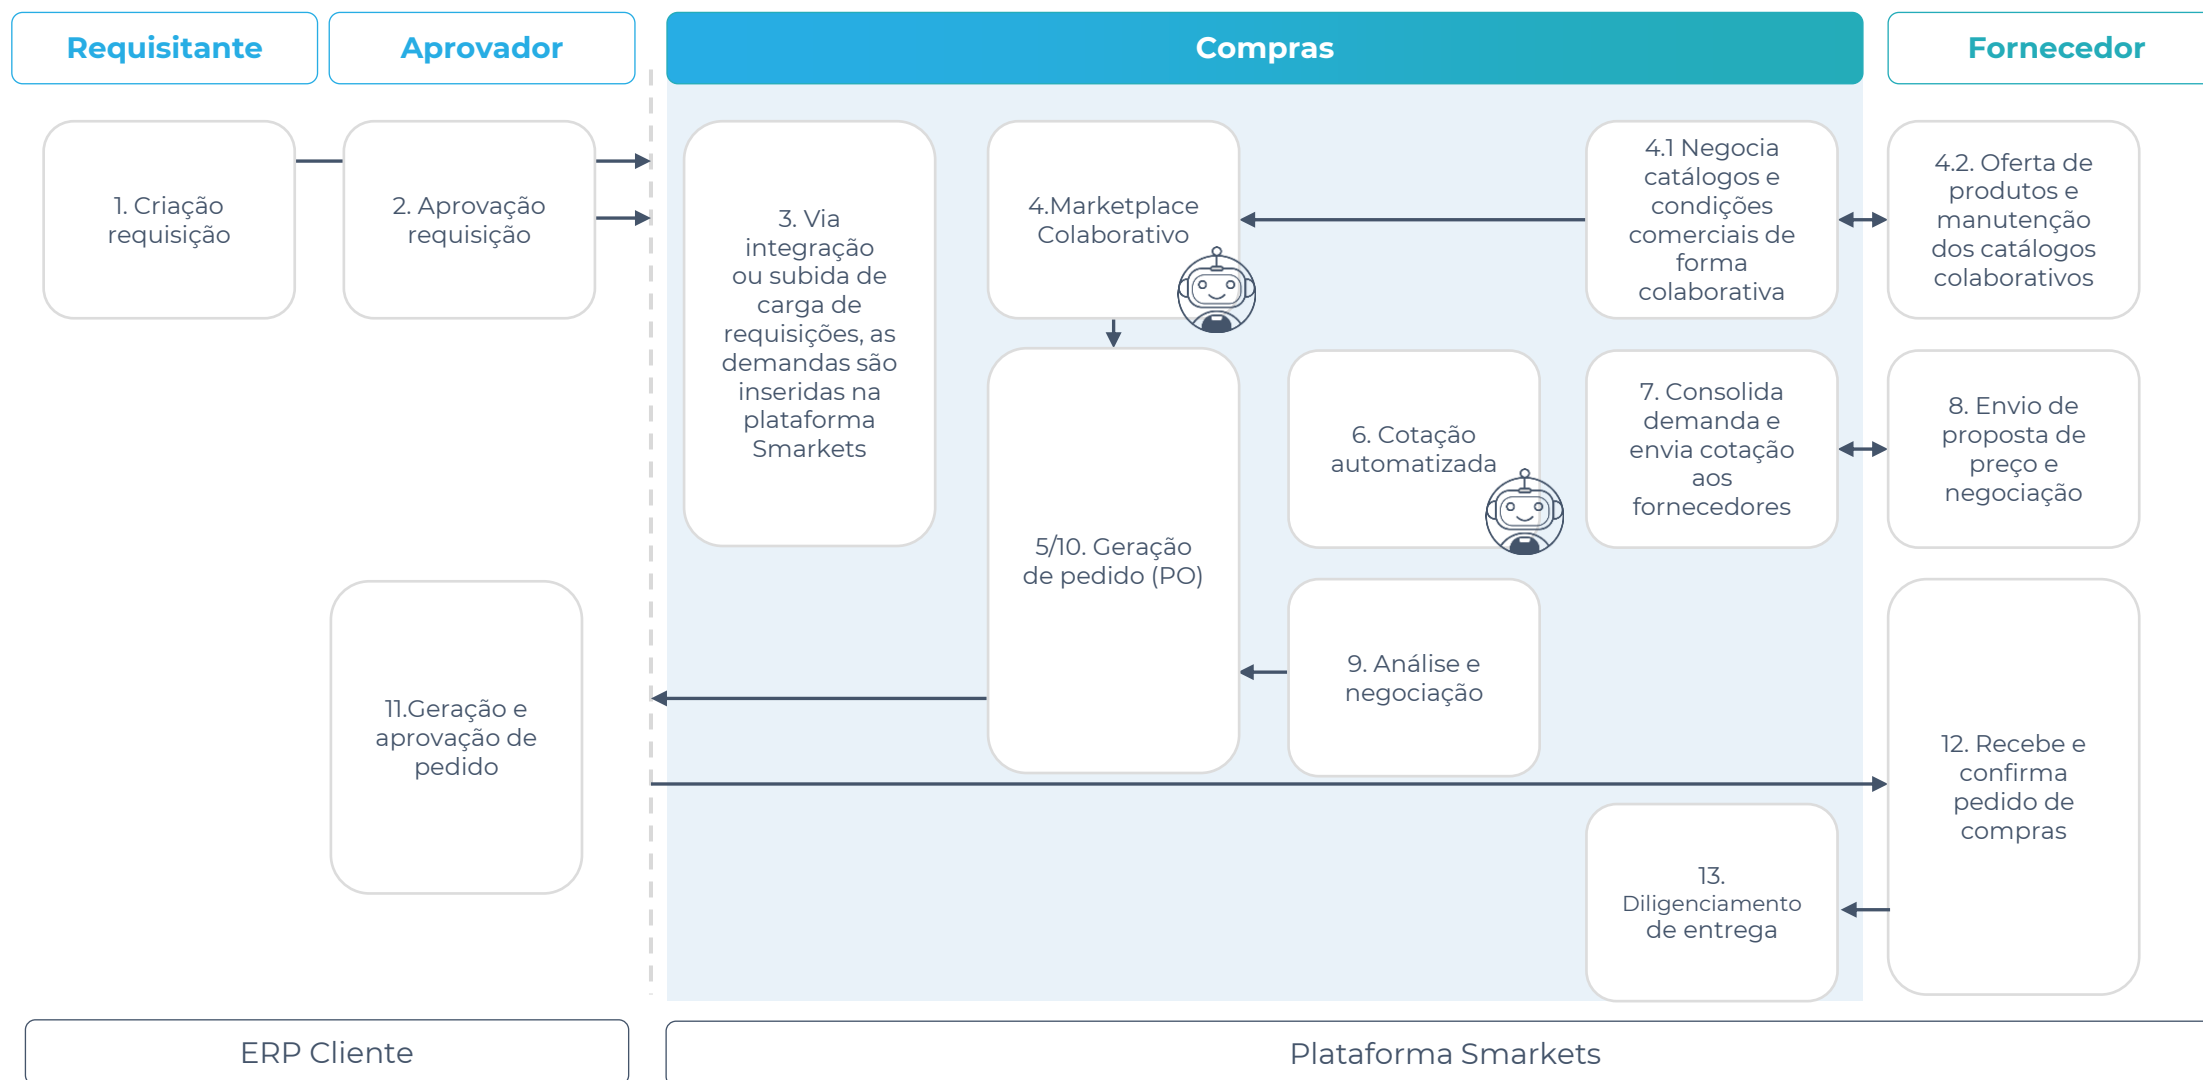 Requisitante
Aprovador
Compras
Fornecedor
1. Criação
requisição
2. Aprovação
requisição
3. Via
integração
ou subida de
carga de
requisições, as
demandas são
inseridas na
plataforma
Smarkets
4.Marketplace
Colaborativo
4.1 Negocia
catálogos e
condições
comerciais de
forma
colaborativa
4.2. Oferta de
produtos e
manutenção
dos catálogos
colaborativos
5/10. Geração
de pedido (PO)
6. Cotação
automatizada
7. Consolida
demanda e
envia cotação
aos
fornecedores
8. Envio de
proposta de
preço e
negociação
9. Análise e
negociação
11.Geração e
aprovação de
pedido
12. Recebe e
confirma
pedido de
compras
13.
Diligenciamento
de entrega
ERP Cliente
Plataforma Smarkets